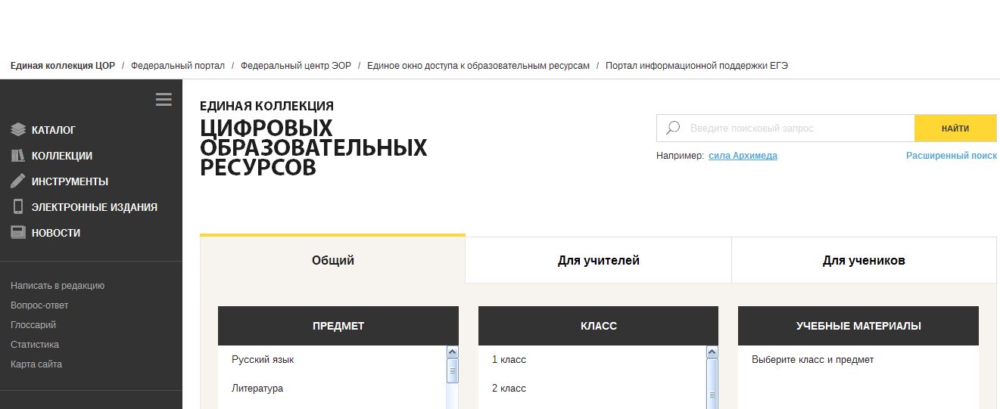 Единая коллекция ЦОР / Федеральный портал / Федеральный центр ЭОР / Единое окно доступа к образовательным ресурсам / Портал информационной поддержки ЕГЭ
КАТАЛОГ
КОЛЛЕКЦИИ
ИНСТРУМЕНТЫ
ЭЛЕКТРОННЫЕ ИЗДАНИЯ
НОВОСТИ
Написать в редакцию
Вопрос-ответ
Глоссарий
Статистика
Карта сайта
ЕДИНАЯ КОЛЛЕКЦИЯ
ЦИФРОВЫХ
ОБРАЗОВАТЕЛЬНЫХ
РЕСУРСОВ
Введите поисковый запрос
НАЙТИ
Например: сила Архимеда
Расширенный поиск
Общий
Для учителей
Для учеников
ПРЕДМЕТ
Русский язык
Литература
КЛАСС
1 класс
2 класс
УЧЕБНЫЕ МАТЕРИАЛЫ
Выберите класс и предмет